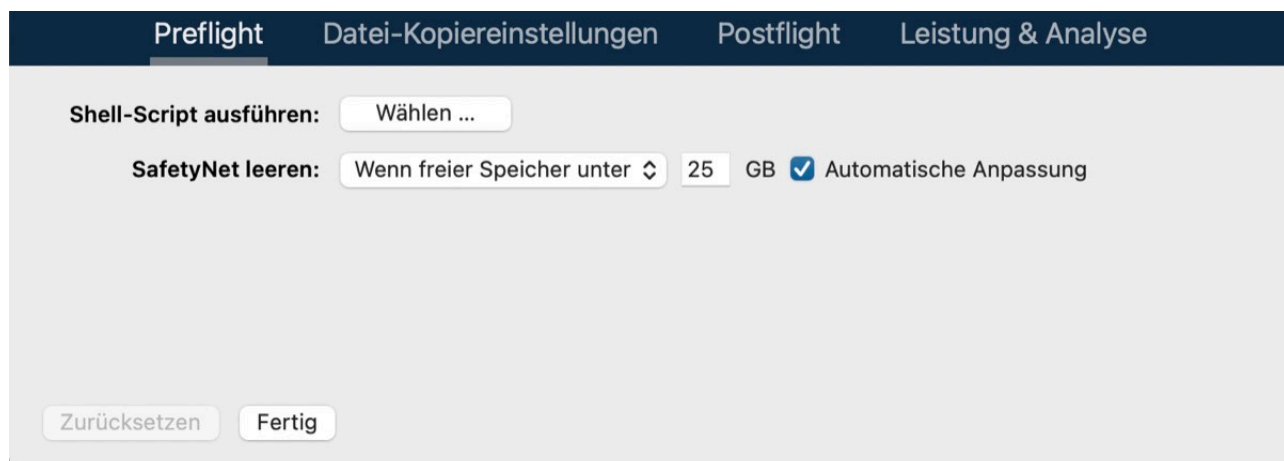 Preflight Datei-Kopiereinstellungen Postflight Leistung & Analyse
Shell-Script ausführen: Wählen ...
SafetyNet leeren: Wenn freier Speicher unter 25 GB Automatische Anpassung
Zurücksetzen Fertig